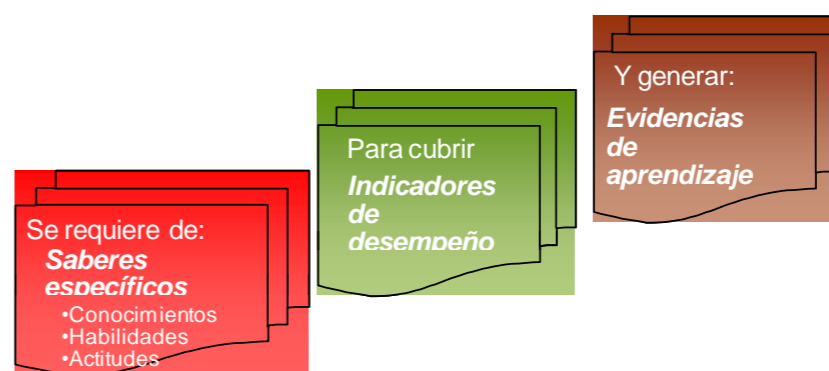 Se requiere de:
Saberes
específicos
•Conocimientos
•Habilidades
•Actitudes
Para cubrir
Indicadores
de
desempeño
Y generar:
Evidencias
de
aprendizaje